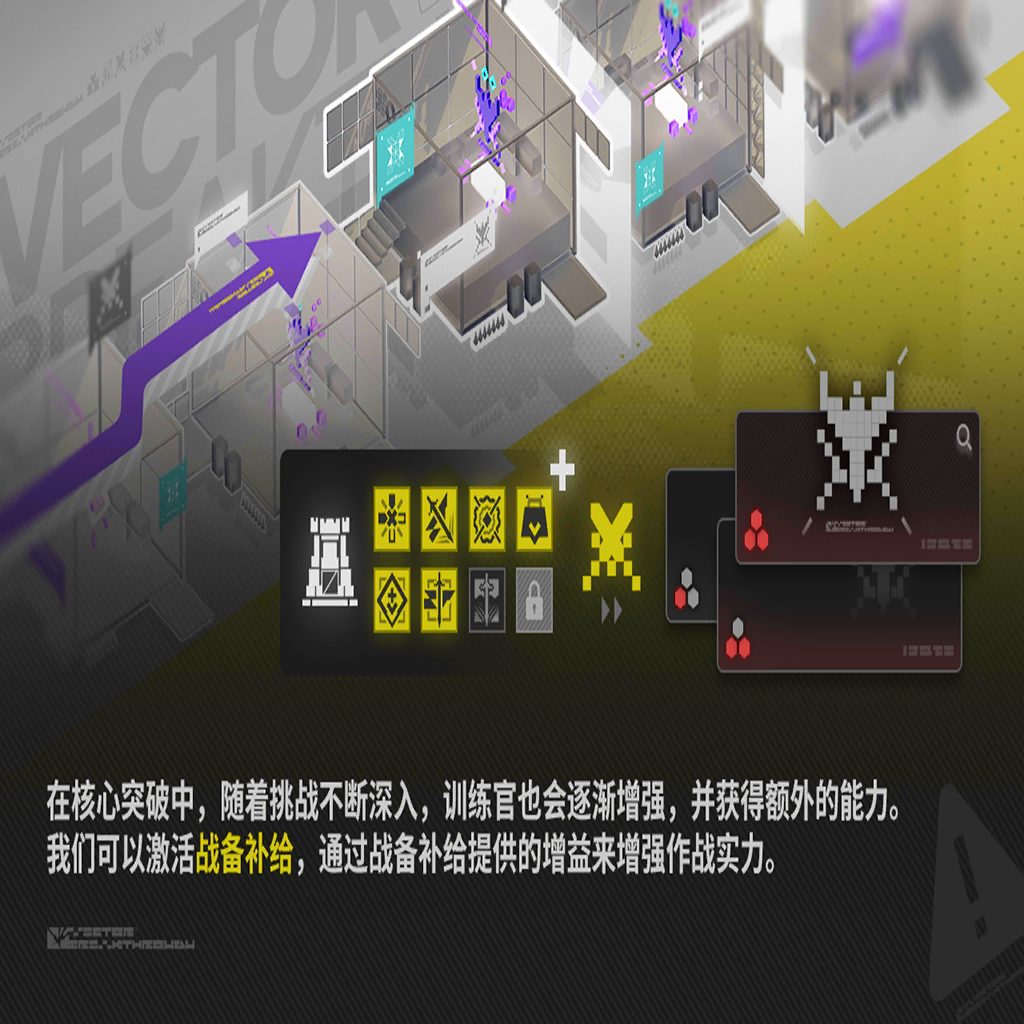 VECTOR
在核心突破中，随着挑战不断深入，训练官也会逐渐增强，并获得额外的能力。
我们可以激活战备补给，通过战备补给提供的增益来增强作战实力。
VECTOR
BREAKTHROUGH